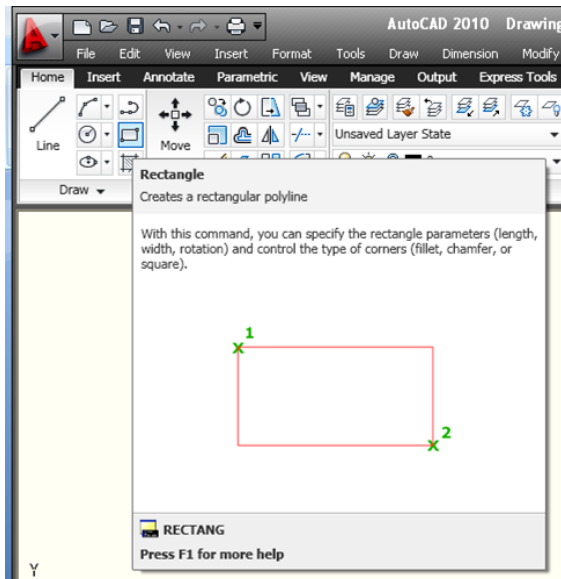 AutoCAD 2010 Drawing
File Edit View Insert Format Tools Draw Dimension Modify
Home Insert Annotate Parametric View Manage Output Express Tools
Line
Move
Unsaved Layer State
Draw
Rectangle
Creates a rectangular polyline
With this command, you can specify the rectangle parameters (length,
width, rotation) and control the type of corners (fillet, chamfer, or
square).
1
2
RECTANG
Press F1 for more help
Y